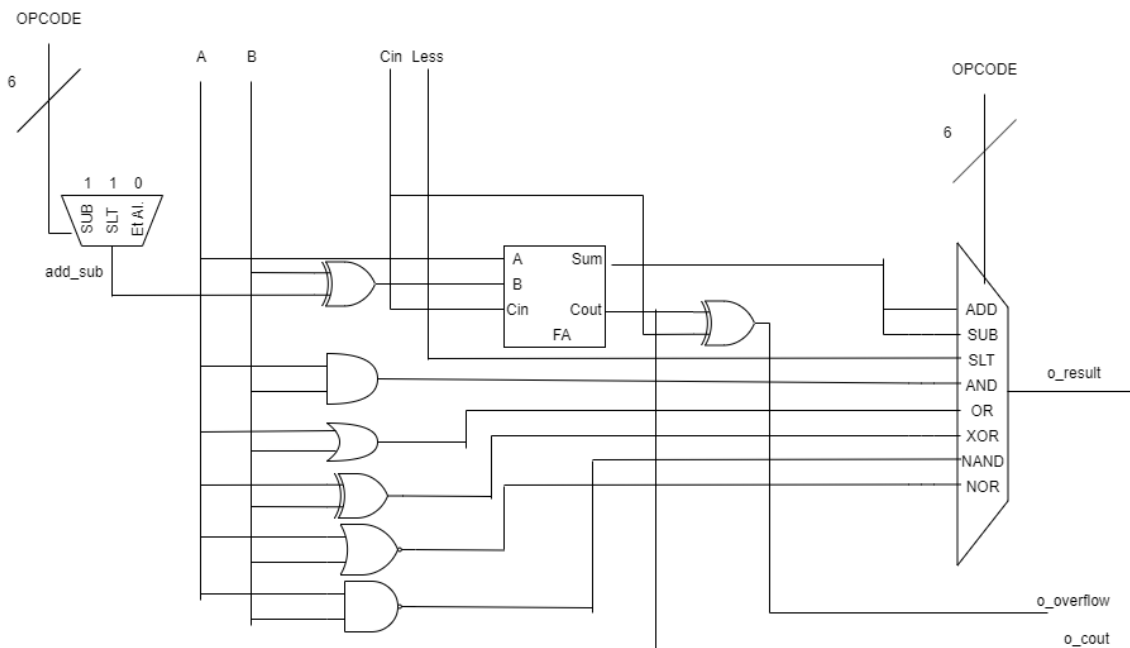 OPCODE
A B Cin Less
6
OPCODE
6
1 1 0
SUB SLT Et Al.
add_sub
A Sum
B
Cin Cout
FA
ADD
SUB
SLT
AND
OR
XOR
NAND
NOR
o_result
o_overflow
o_cout